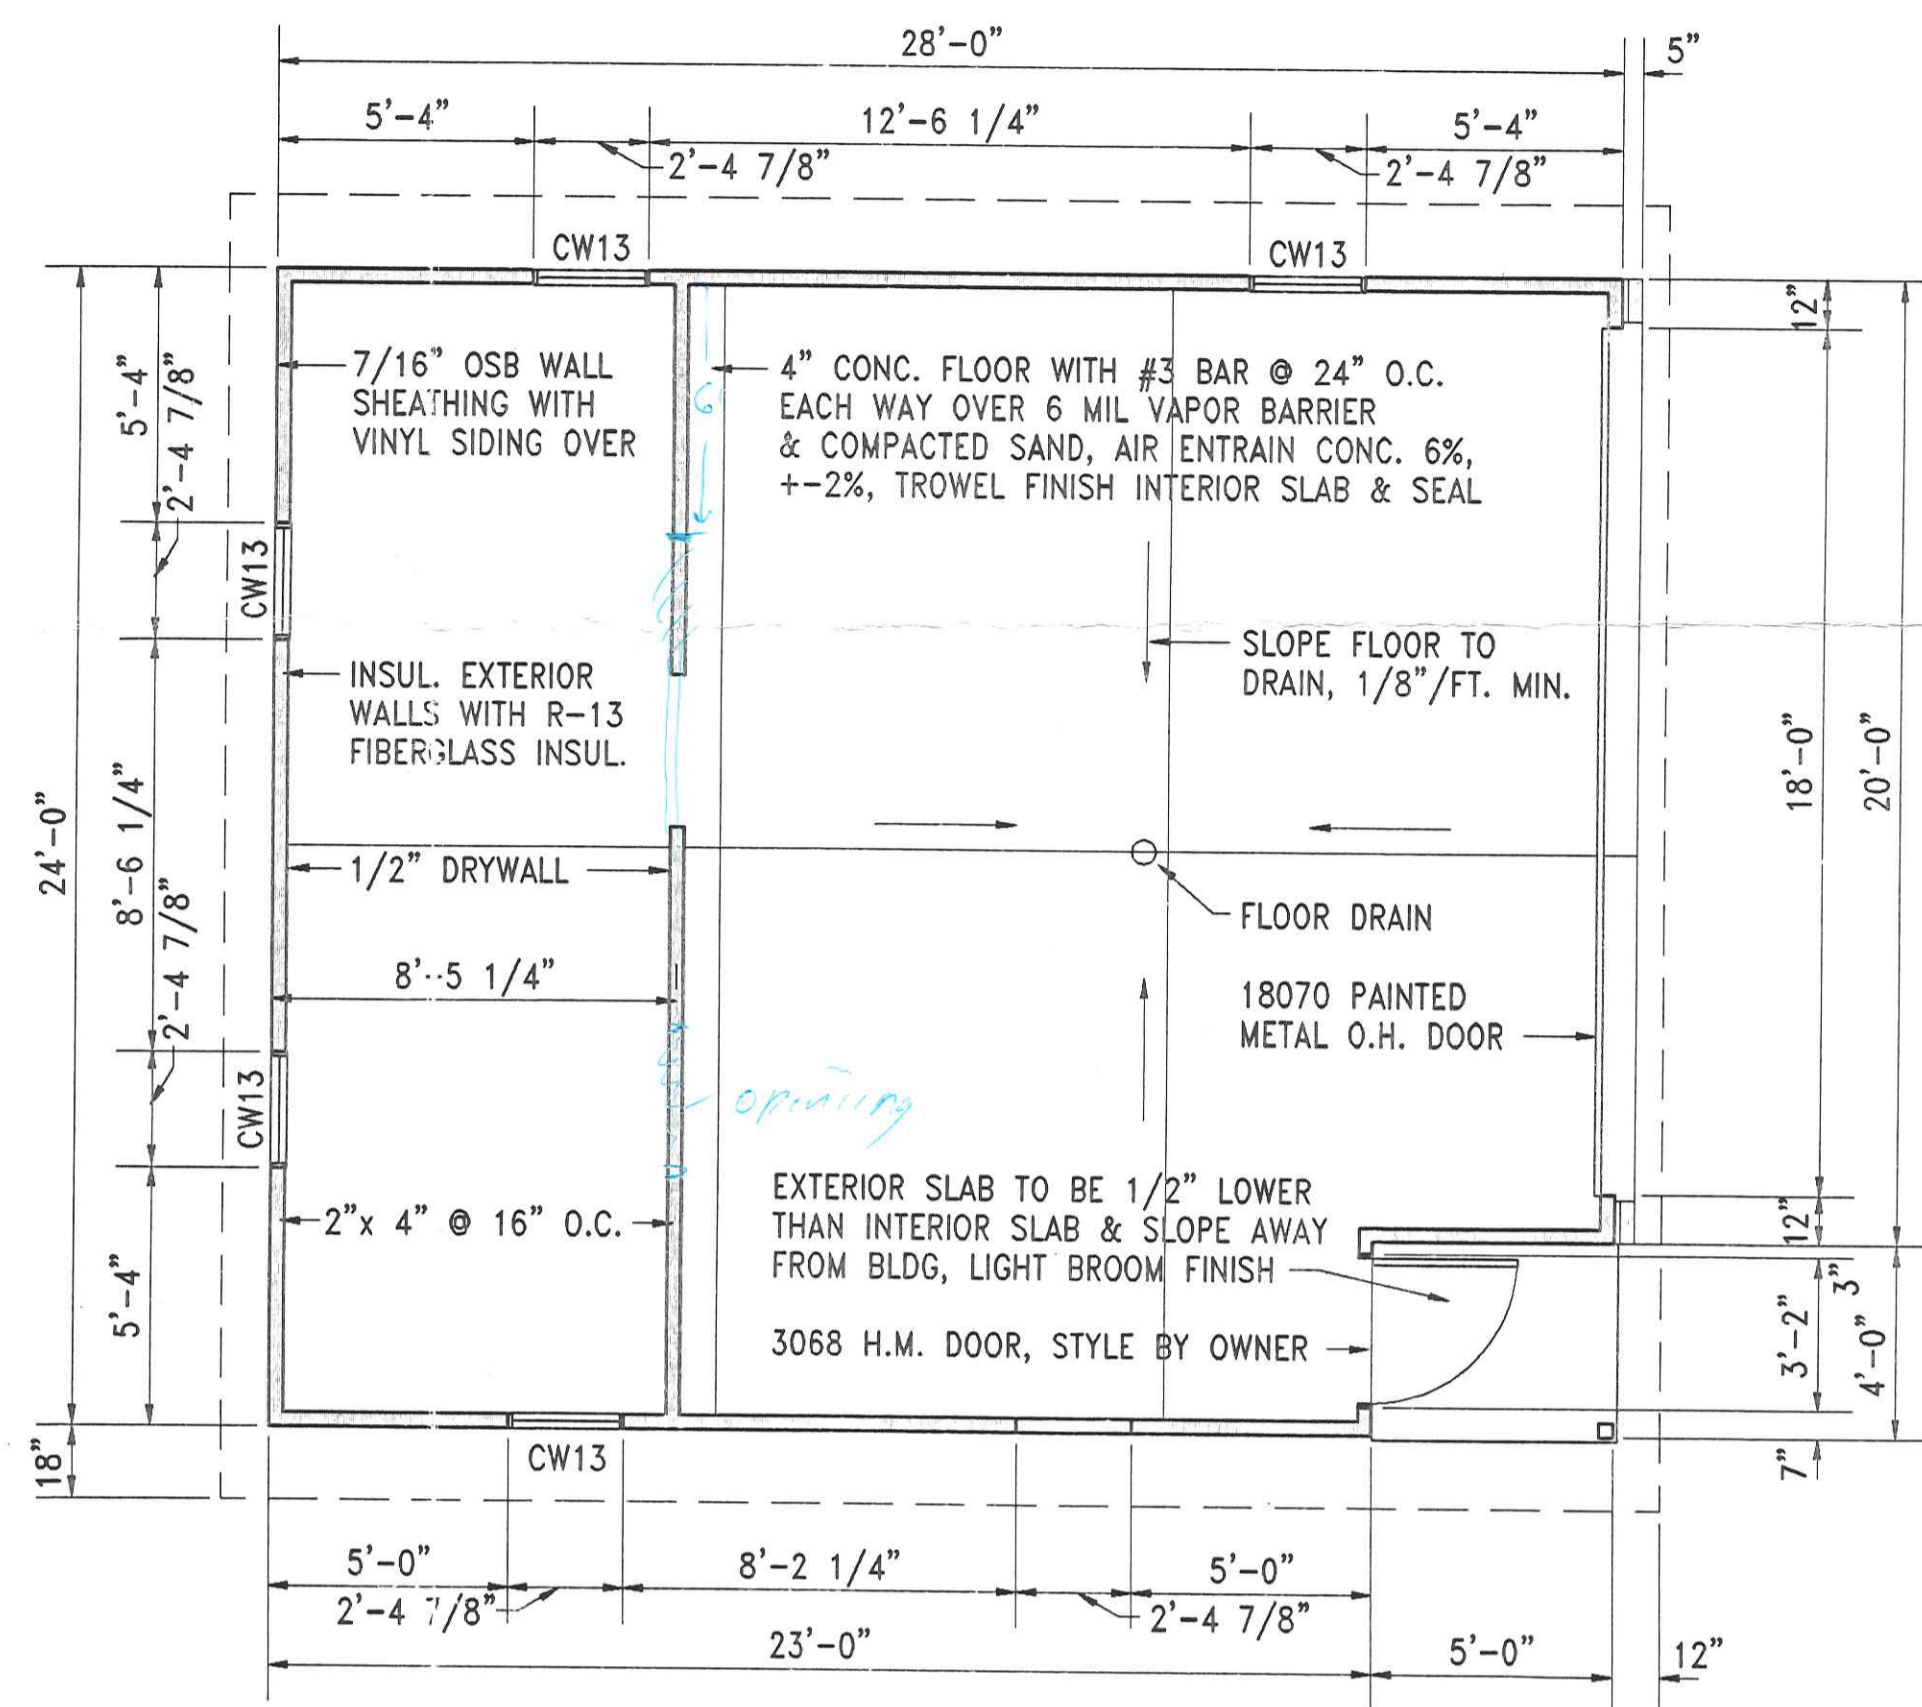 28'-0"
5"
5'-4"
12'-6 1/4"
5'-4"
2'-4 7/8"
2'-4 7/8"
CW13
CW13
12"
5'-4"
2'-4 7/8"
7/16" OSB WALL
SHEATHING WITH
VINYL SIDING OVER
6'
4" CONC. FLOOR WITH #3 BAR @ 24" O.C.
EACH WAY OVER 6 MIL VAPOR BARRIER
& COMPACTED SAND, AIR ENTRAIN CONC. 6%,
+-2%, TROWEL FINISH INTERIOR SLAB & SEAL
CW13
SLOPE FLOOR TO
DRAIN, 1/8"/FT. MIN.
INSUL. EXTERIOR
WALLS WITH R-13
FIBERGLASS INSUL.
18'-0"
20'-0"
24'-0"
8'-6 1/4"
2'-4 7/8"
1/2" DRYWALL
FLOOR DRAIN
8'-5 1/4"
18070 PAINTED
METAL O.H. DOOR
CW13
opening
EXTERIOR SLAB TO BE 1/2" LOWER
THAN INTERIOR SLAB & SLOPE AWAY
FROM BLDG, LIGHT BROOM FINISH
2"x 4" @ 16" O.C.
12"
5'-4"
3"
3'-2"
4'-0"
3068 H.M. DOOR, STYLE BY OWNER
18"
CW13
7"
5'-0"
8'-2 1/4"
5'-0"
2'-4 7/8"
2'-4 7/8"
23'-0"
5'-0"
12"